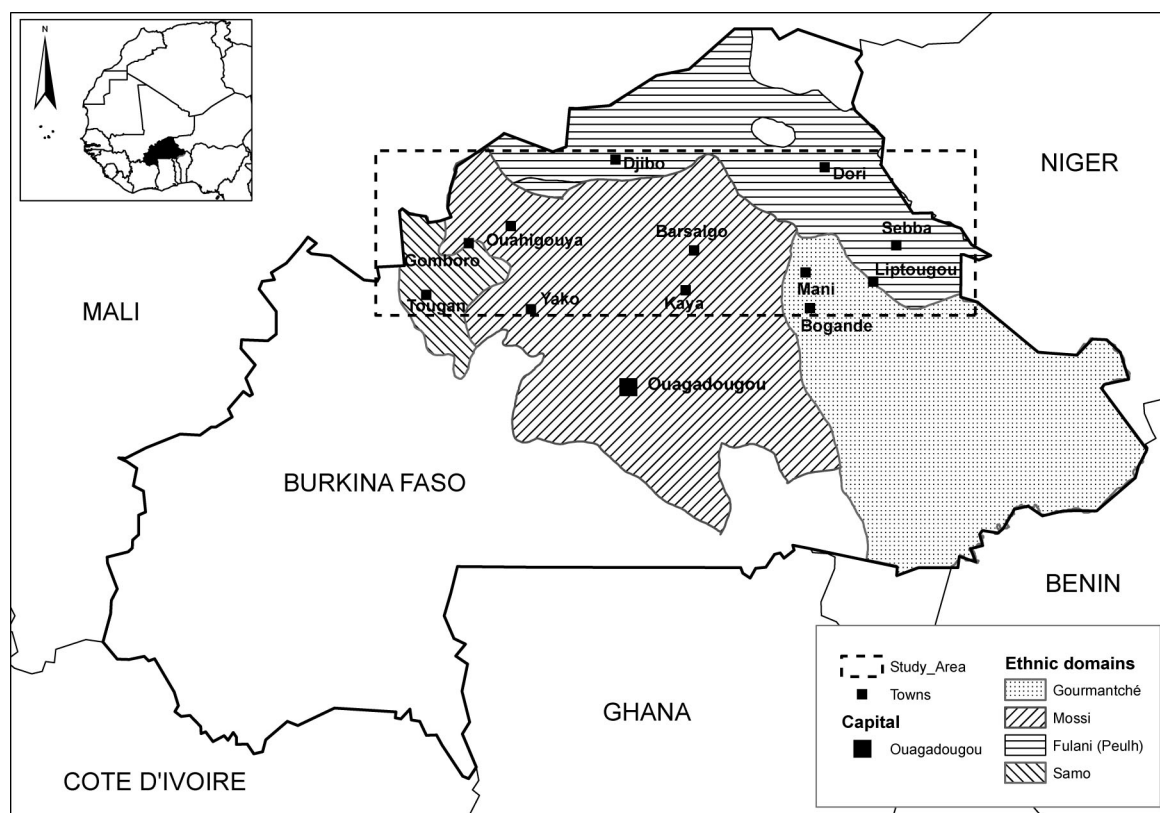 N
NIGER
Djibo
Dori
Sebba
Ouahigouya
Barsalgo
Gomboro
Liptougou
Mani
Tougan
Yako
Kaya
Bogande
MALI
Ouagadougou
BURKINA FASO
BENIN
GHANA
COTE D'IVOIRE
Study_Area
Towns
Capital
Ouagadougou
Ethnic domains
Gourmantché
Mossi
Fulani (Peulh)
Samo